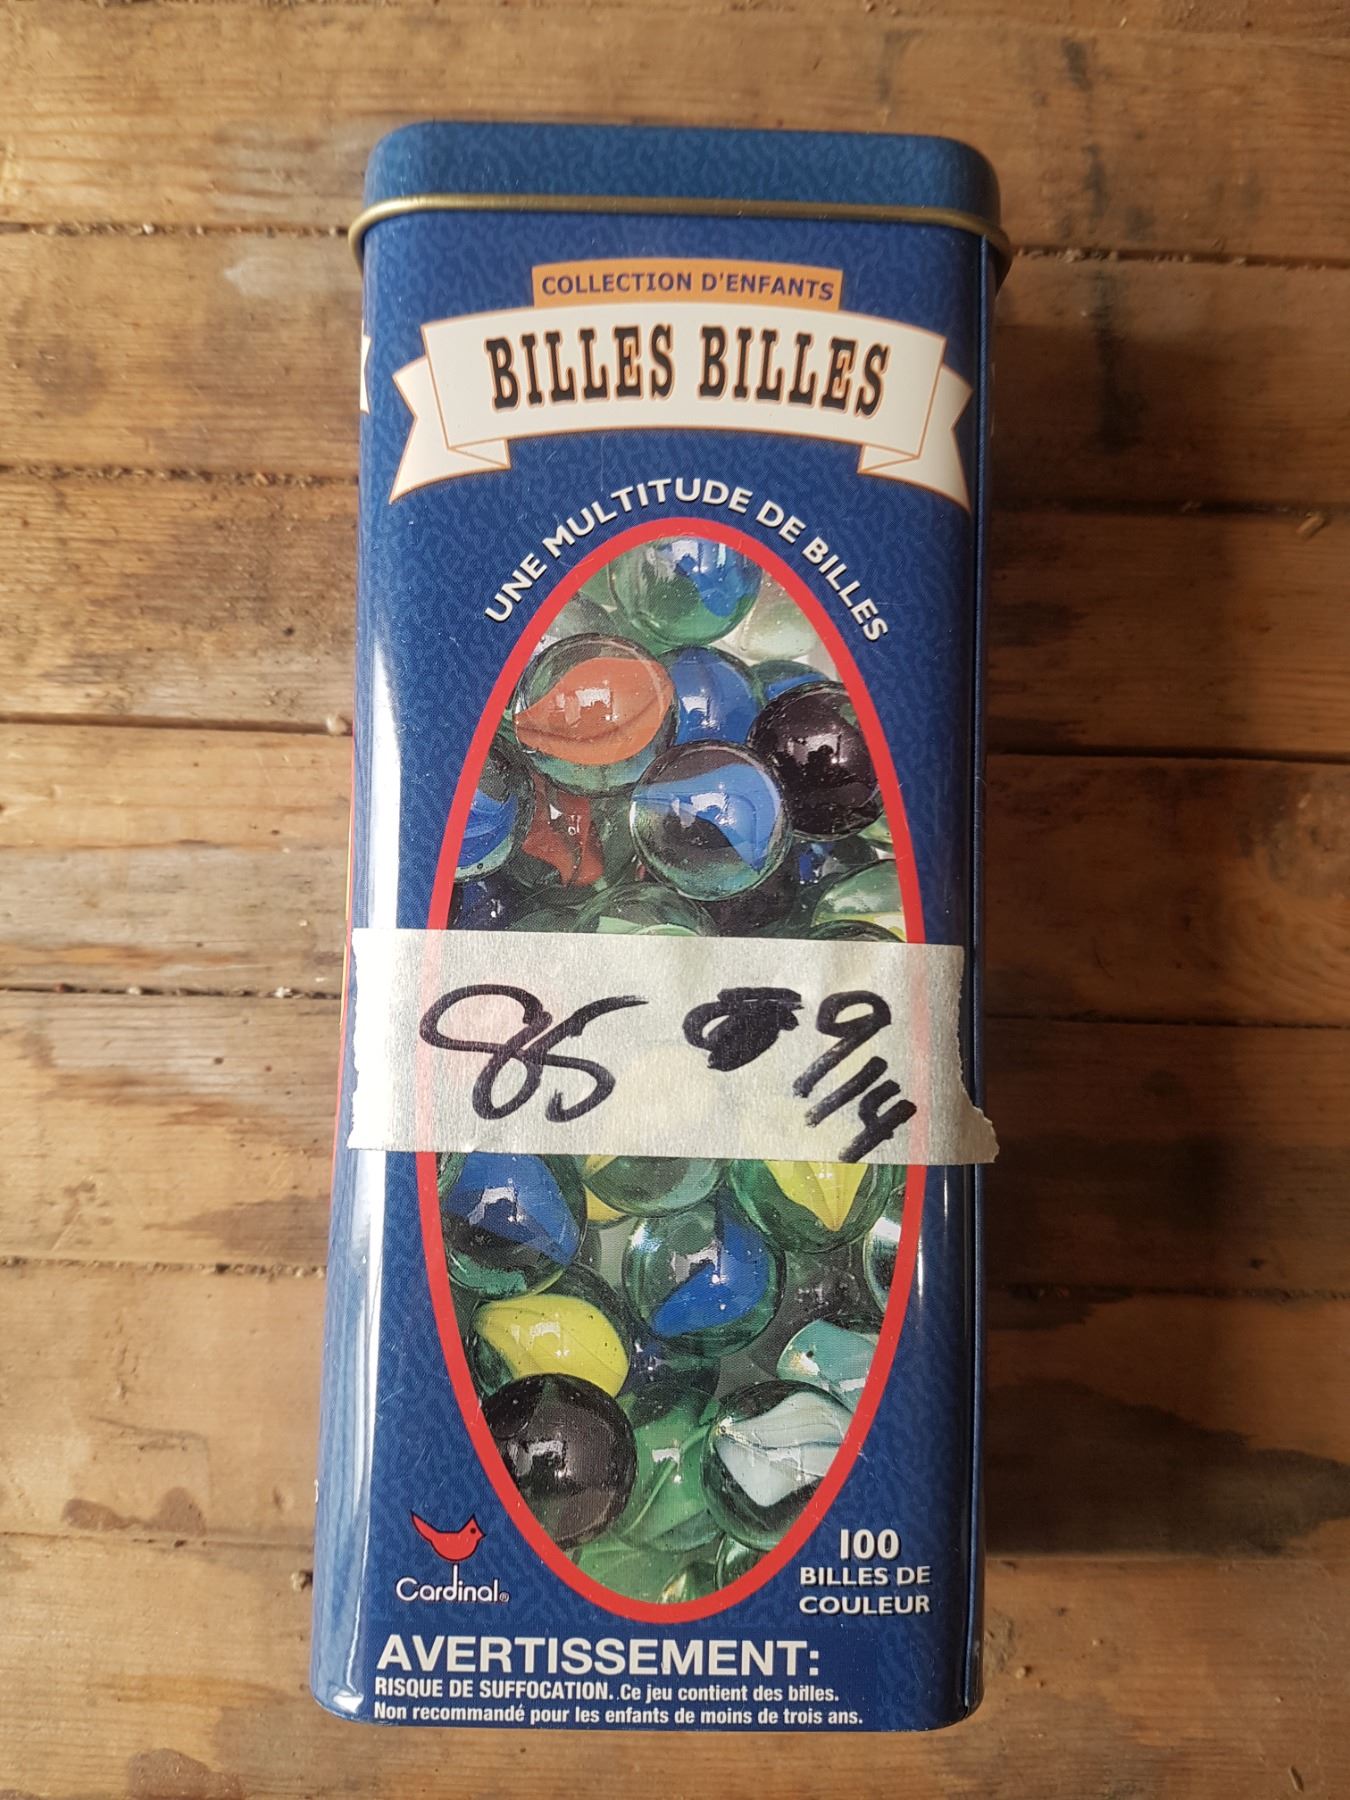 COLLECTION D'ENFANTS
BILLES BILLES
UNE MULTITUDE DE BILLES
85 9/14
Cardinal®
100
BILLES DE
COULEUR
AVERTISSEMENT:
RISQUE DE SUFFOCATION. Ce jeu contient des billes.
Non recommandé pour les enfants de moins de trois ans.